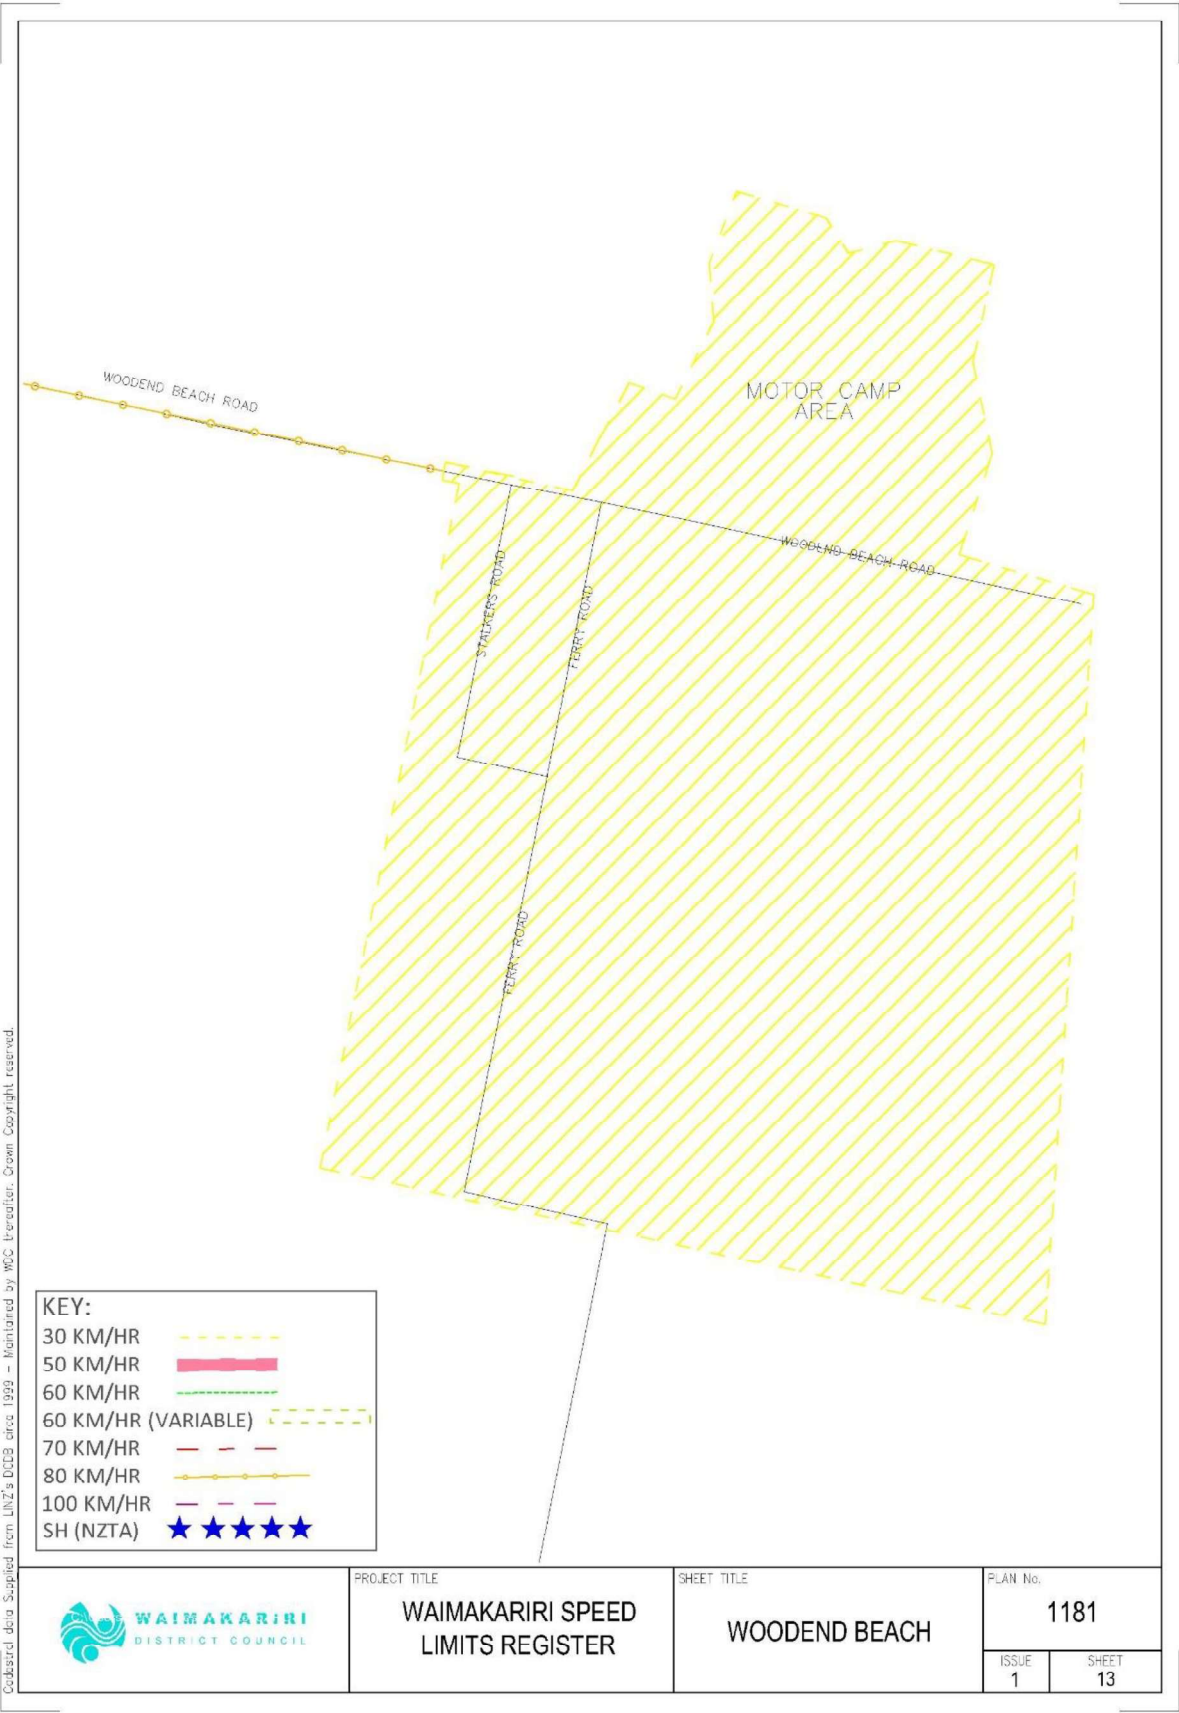 WOODEND BEACH ROAD
MOTOR CAMP
AREA
WOODEND BEACH ROAD
STALKERS ROAD
FERRY ROAD
FERRY ROAD
Cadastral data Supplied from LINZ's DCDB circa 1999 - Maintained by WDC thereafter. Crown Copyright reserved.
KEY:
30 KM/HR
50 KM/HR
60 KM/HR
60 KM/HR (VARIABLE)
70 KM/HR
80 KM/HR
100 KM/HR
SH (NZTA)
WAIMAKARIRI
DISTRICT COUNCIL
PROJECT TITLE
WAIMAKARIRI SPEED
LIMITS REGISTER
SHEET TITLE
WOODEND BEACH
PLAN No.
1181
ISSUE
1
SHEET
13